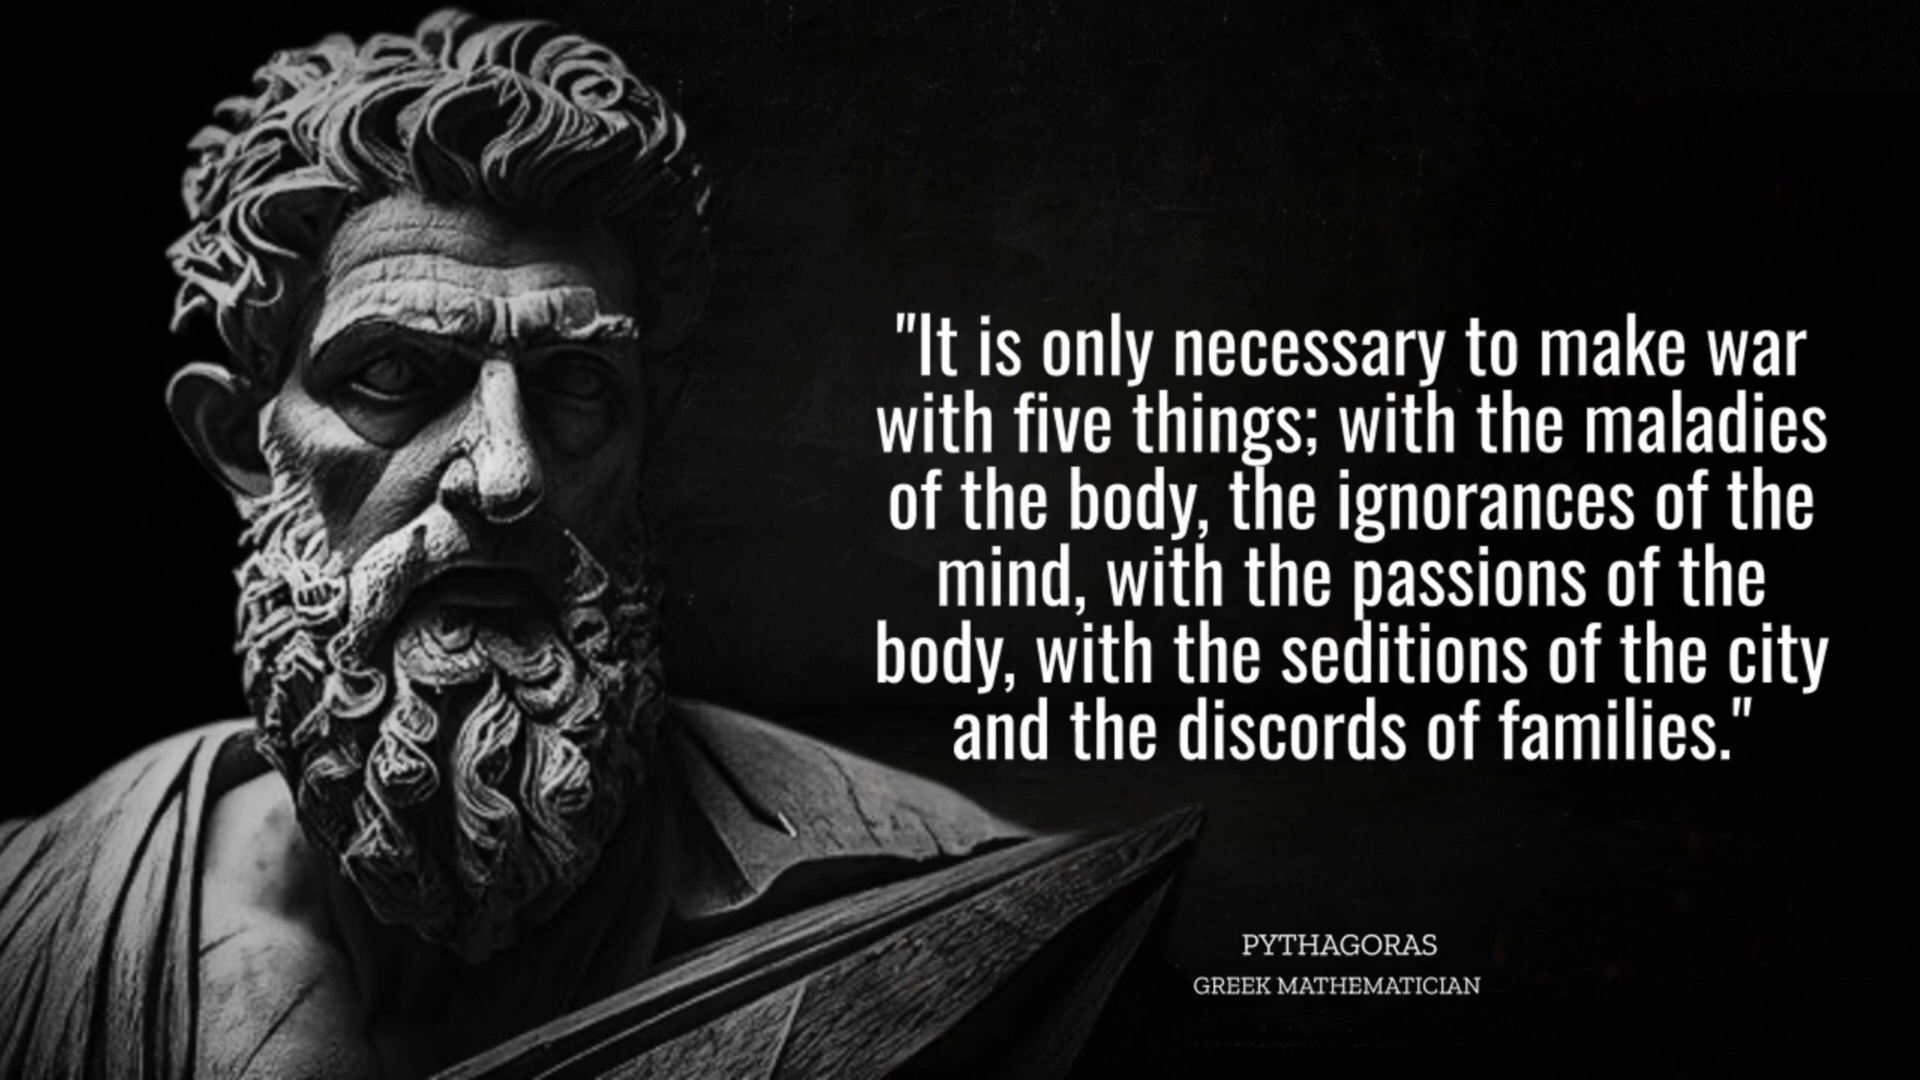 "It is only necessary to make war
with five things; with the maladies
of the body, the ignorances of the
mind, with the passions of the
body, with the seditions of the city
and the discords of families."
PYTHAGORAS
GREEK MATHEMATICIAN